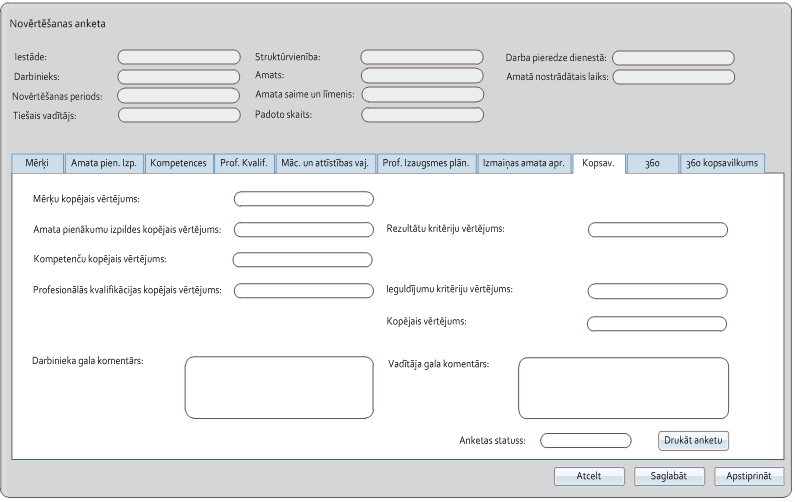 Novērtēšanas anketa
Iestāde: Struktūrvienība: Darba pieredze dienestā:
Darbinieks: Amats: Amatā nostrādātais laiks:
Novērtēšanas periods: Amata saime un līmenis:
Tiešais vadītājs: Padoto skaits:
Mērķi Amata pien. Izp. Kompetences Prof. Kvalif. Māc. un attīstības vaj. Prof. Izaugsmes plān. Izmaiņas amata apr. Kopsav. 360 360 kopsavilkums
Mērķu kopējais vērtējums:
Amata pienākumu izpildes kopējais vērtējums: Rezultātu kritēriju vērtējums:
Kompetenču kopējais vērtējums:
Profesionālās kvalifikācijas kopējais vērtējums: Ieguldījumu kritēriju vērtējums:
Kopējais vērtējums:
Darbinieka gala komentārs: Vadītāja gala komentārs:
Anketas statuss: Drukāt anketu
Atcelt Saglabāt Apstiprināt